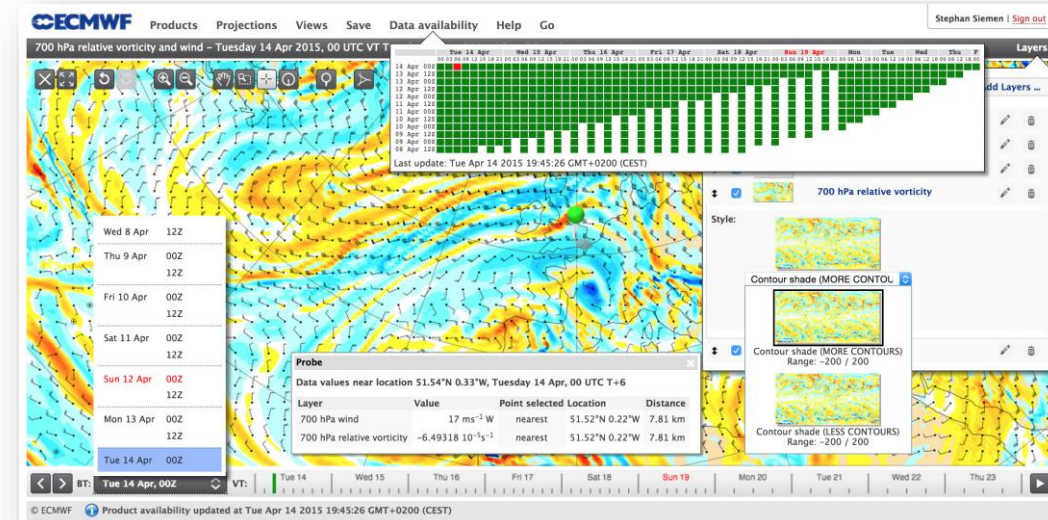 ECMWF
Products Projections Views Save Data availability Help Go
Stephan Siemen | Sign out
700 hPa relative vorticity and wind – Tuesday 14 Apr 2015, 00 UTC VT T
Layers
Tue 14 Apr Wed 15 Apr Thu 16 Apr Fri 17 Apr Sat 18 Apr Sun 19 Apr Mon Tue Wed Thu F
14 Apr 00Z
13 Apr 12Z
13 Apr 00Z
12 Apr 12Z
12 Apr 00Z
11 Apr 12Z
11 Apr 00Z
10 Apr 12Z
10 Apr 00Z
09 Apr 12Z
09 Apr 00Z
08 Apr 12Z
Last update: Tue Apr 14 2015 19:45:26 GMT+0200 (CEST)
dd Layers ...
700 hPa relative vorticity
Style:
Contour shade (MORE CONTOU
Contour shade (MORE CONTOURS)
Range: -200 / 200
Contour shade (LESS CONTOURS)
Range: -200 / 200
Wed 8 Apr 12Z
Thu 9 Apr 00Z
12Z
Fri 10 Apr 00Z
12Z
Sat 11 Apr 00Z
12Z
Sun 12 Apr 00Z
12Z
Mon 13 Apr 00Z
12Z
Tue 14 Apr 00Z
Probe
Data values near location 51.54°N 0.33°W, Tuesday 14 Apr, 00 UTC T+6
Layer Value Point selected Location Distance
700 hPa wind 17 ms⁻¹ W nearest 51.52°N 0.22°W 7.81 km
700 hPa relative vorticity -6.49318 10⁻⁵s⁻¹ nearest 51.52°N 0.22°W 7.81 km
BT: Tue 14 Apr, 00Z VT: Tue 14 Wed 15 Thu 16 Fri 17 Sat 18 Sun 19 Mon 20 Tue 21 Wed 22 Thu 23
© ECMWF Product availability updated at Tue Apr 14 2015 19:45:26 GMT+0200 (CEST)